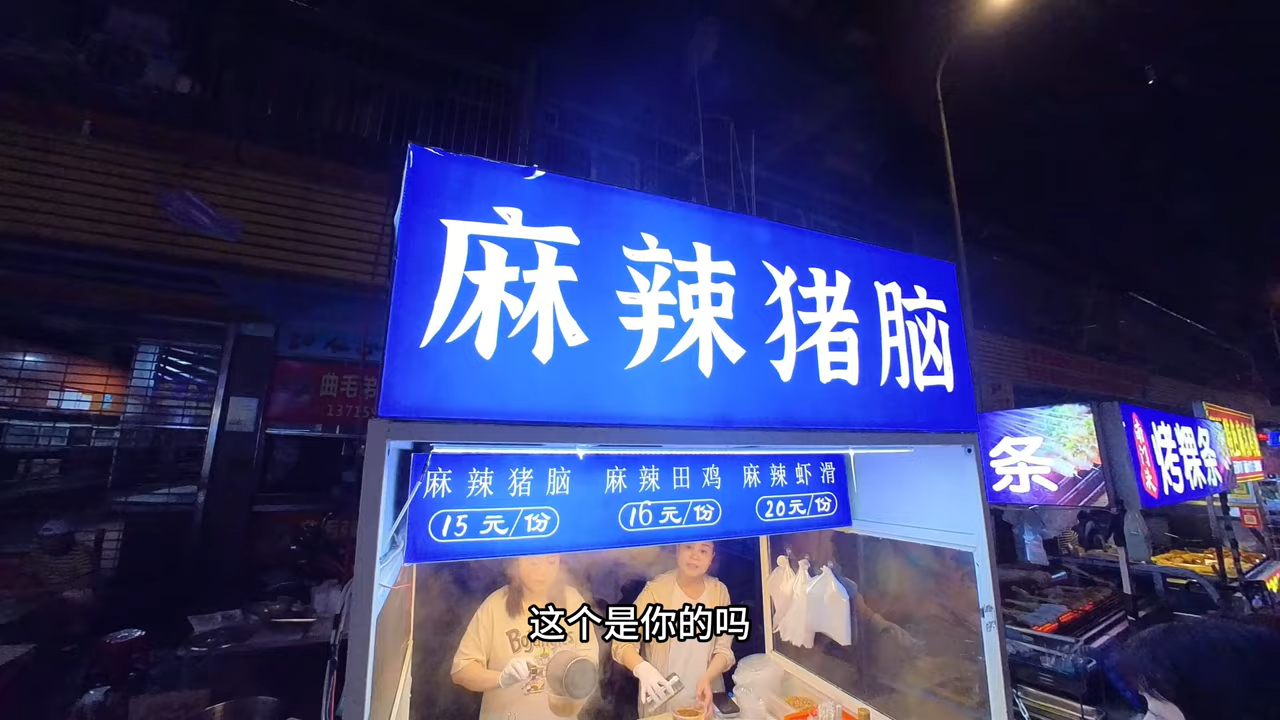 麻辣猪脑
麻辣猪脑 麻辣田鸡 麻辣虾滑
15元/份 16元/份 20元/份
这个是你的吗
曲毛
13715
条
烤粿条